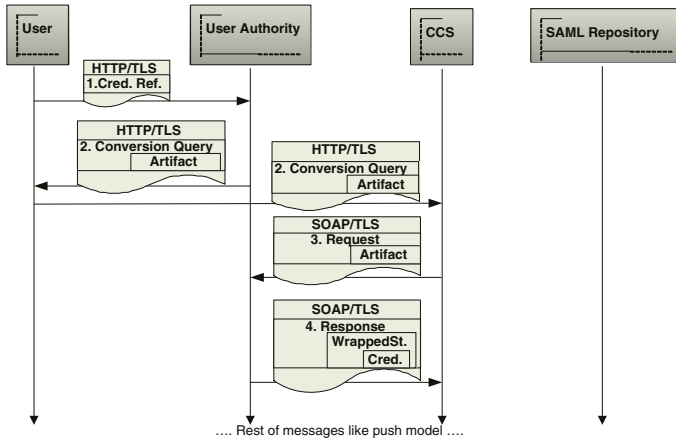 User
User Authority
CCS
SAML Repository
HTTP/TLS
1.Cred. Ref.
HTTP/TLS
2. Conversion Query
Artifact
HTTP/TLS
2. Conversion Query
Artifact
SOAP/TLS
3. Request
Artifact
SOAP/TLS
4. Response
WrappedSt.
Cred.
.... Rest of messages like push model ....